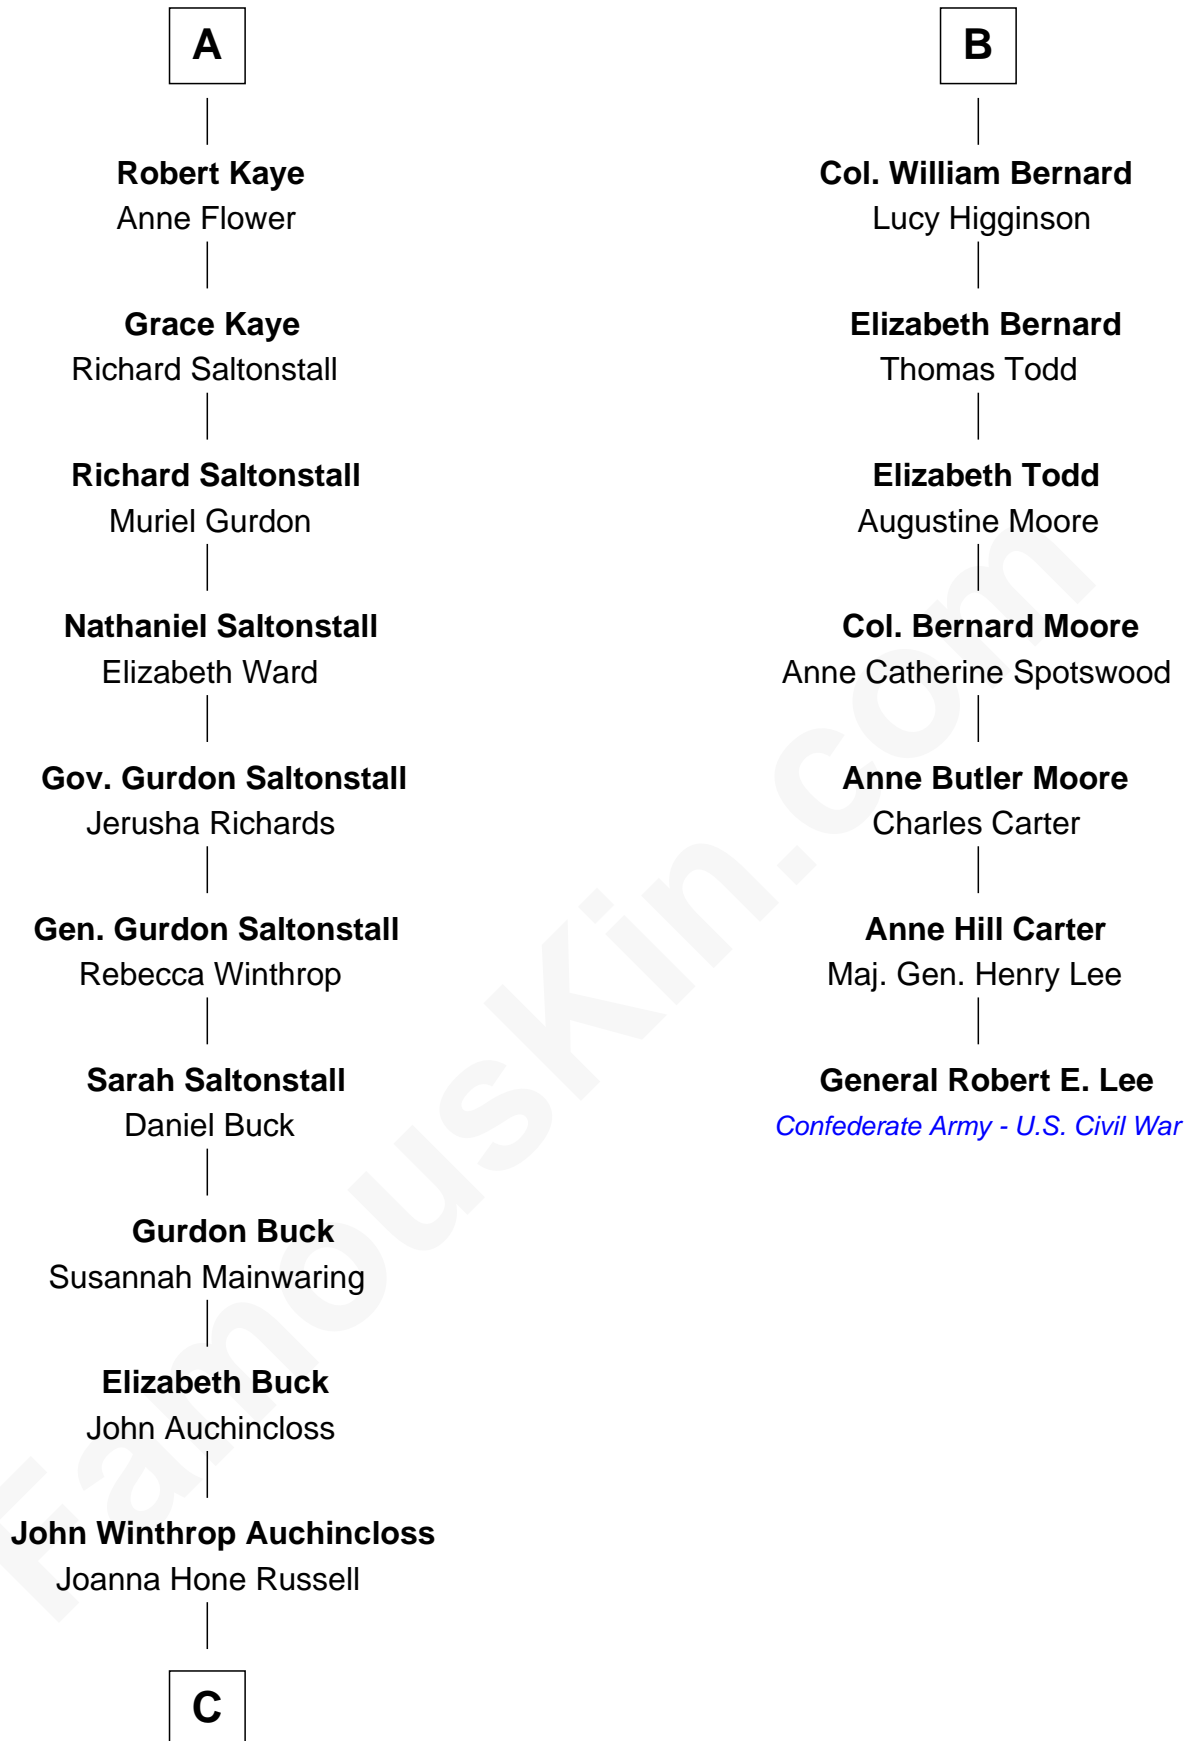 A
Robert Kaye
Anne Flower
Grace Kaye
Richard Saltonstall
Richard Saltonstall
Muriel Gurdon
Nathaniel Saltonstall
Elizabeth Ward
Gov. Gurdon Saltonstall
Jerusha Richards
Gen. Gurdon Saltonstall
Rebecca Winthrop
Sarah Saltonstall
Daniel Buck
Gurdon Buck
Susannah Mainwaring
Elizabeth Buck
John Auchincloss
John Winthrop Auchincloss
Joanna Hone Russell
C
B
Col. William Bernard
Lucy Higginson
Elizabeth Bernard
Thomas Todd
Elizabeth Todd
Augustine Moore
Col. Bernard Moore
Anne Catherine Spotswood
Anne Butler Moore
Charles Carter
Anne Hill Carter
Maj. Gen. Henry Lee
General Robert E. Lee
Confederate Army - U.S. Civil War
FamousKin.com